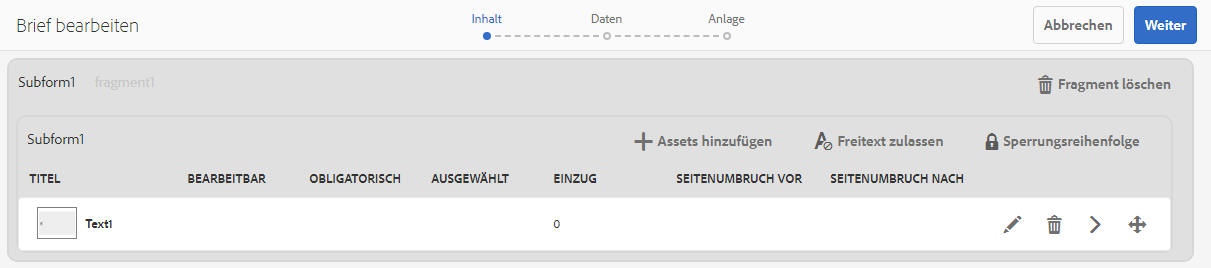 Brief bearbeiten
Inhalt Daten Anlage
Abbrechen Weiter
Subform1 fragment1 Fragment löschen
Subform1 Assets hinzufügen Freitext zulassen Sperrungsreihenfolge
TITEL BEARBEITBAR OBLIGATORISCH AUSGEWÄHLT EINZUG SEITENUMBRUCH VOR SEITENUMBRUCH NACH
Text1 0